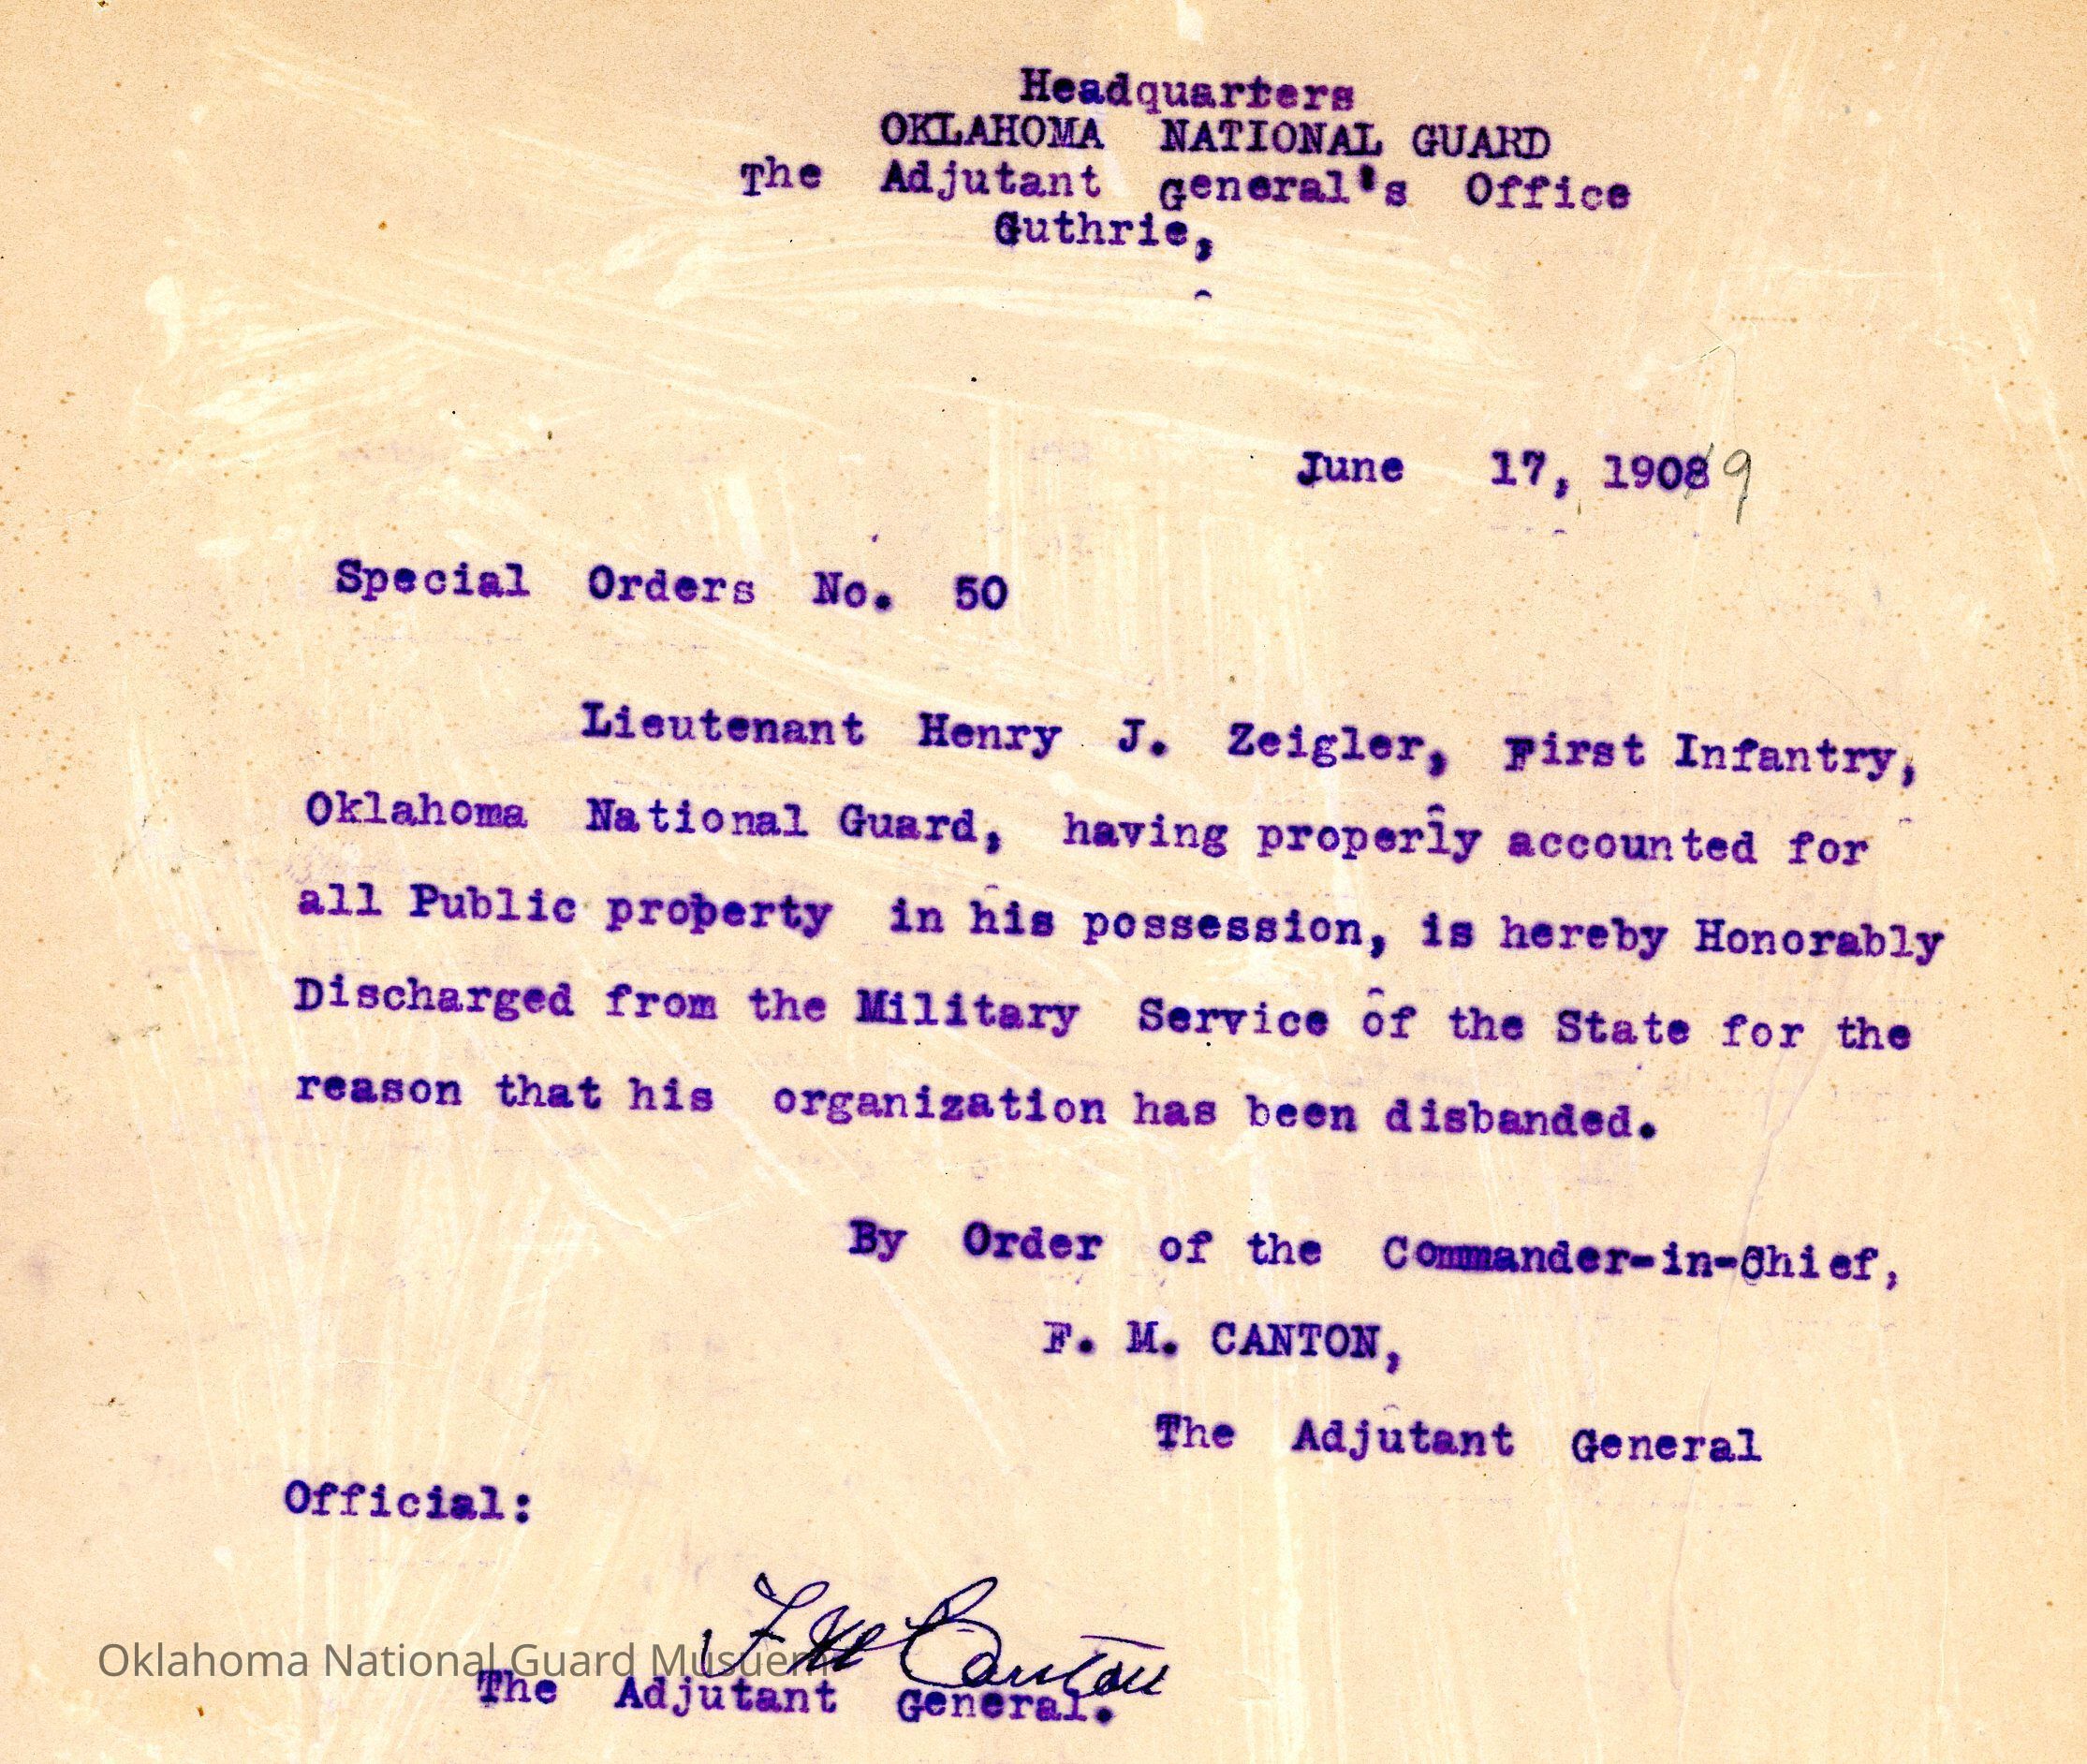 Headquarters
OKLAHOMA NATIONAL GUARD
The Adjutant General's Office
Guthrie,
June 17, 1908 9
Special Orders No. 50
Lieutenant Henry J. Zeigler, First Infantry,
Oklahoma National Guard, having properly accounted for
all Public property in his possession, is hereby Honorably
Discharged from the Military Service of the State for the
reason that his organization has been disbanded.
By Order of the Commander-in-Chief,
F. M. CANTON,
The Adjutant General
Official:
F M Canton
Oklahoma National Guard Musuem
The Adjutant General.